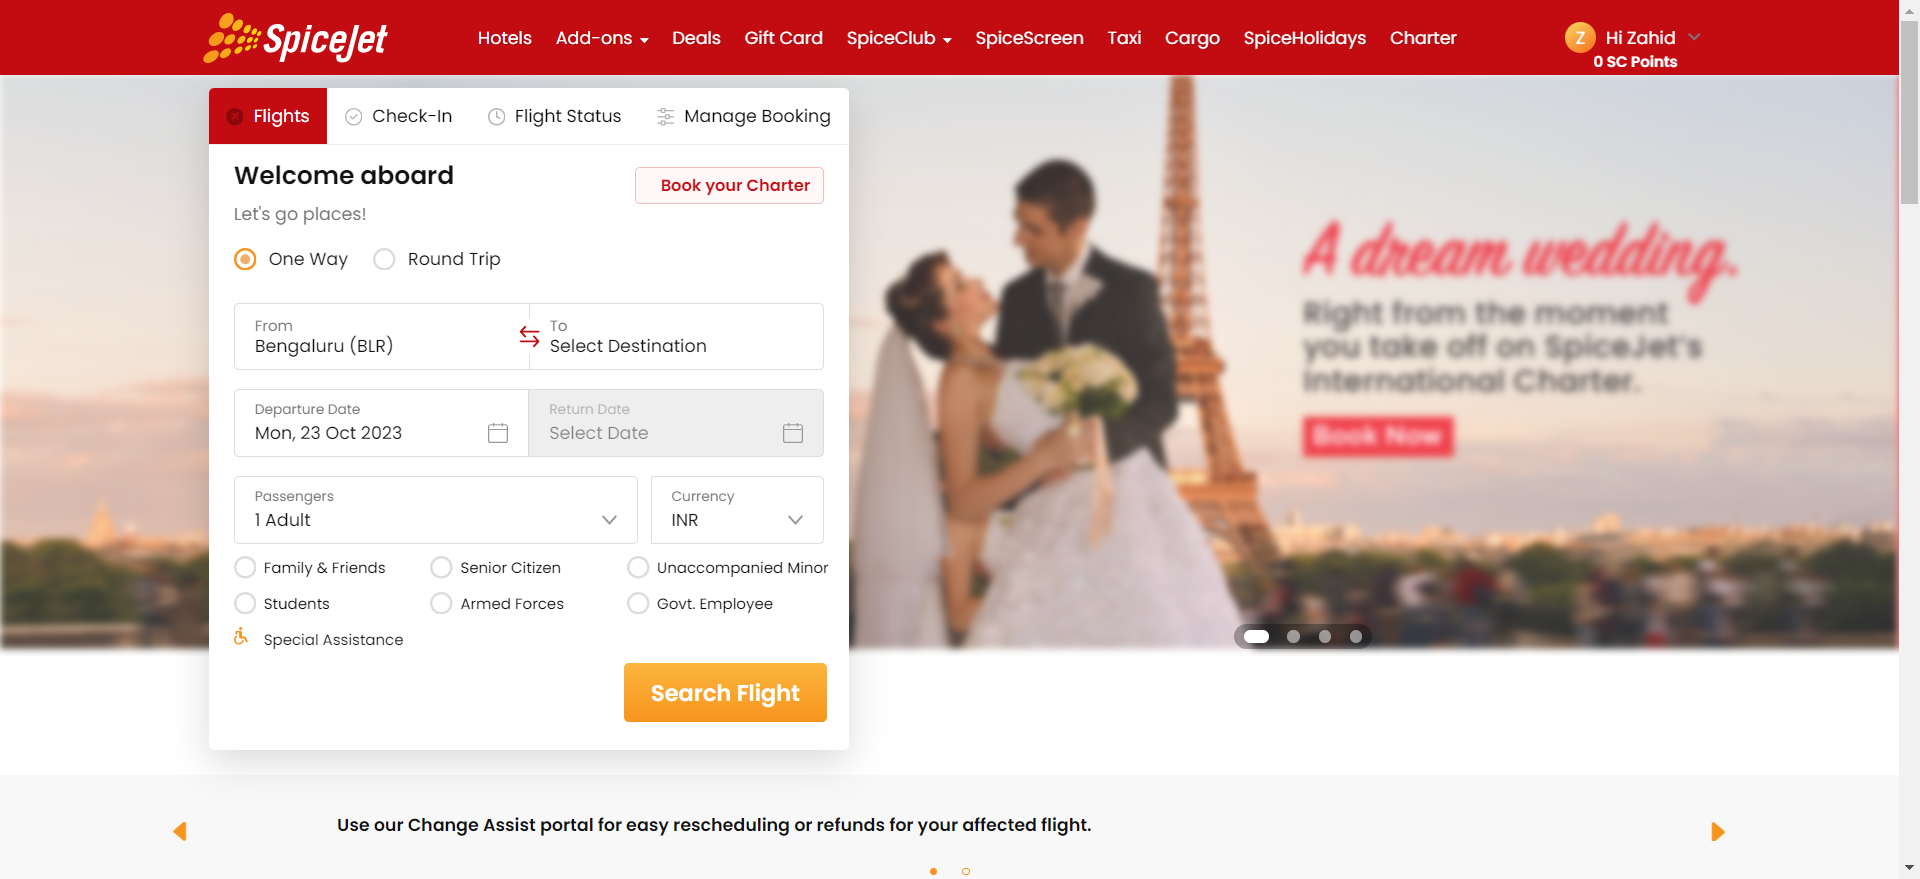 SpiceJet
Hotels Add-ons Deals Gift Card SpiceClub SpiceScreen Taxi Cargo SpiceHolidays Charter
Z Hi Zahid
0 SC Points
Flights Check-In Flight Status Manage Booking
Welcome aboard
Book your Charter
Let's go places!
One Way Round Trip
From
Bengaluru (BLR)
To
Select Destination
Departure Date
Mon, 23 Oct 2023
Return Date
Select Date
Passengers
1 Adult
Currency
INR
Family & Friends Senior Citizen Unaccompanied Minor
Students Armed Forces Govt. Employee
Special Assistance
Search Flight
A dream wedding.
Right from the moment
you take off on SpiceJet's
International Charter.
Book Now
Use our Change Assist portal for easy rescheduling or refunds for your affected flight.